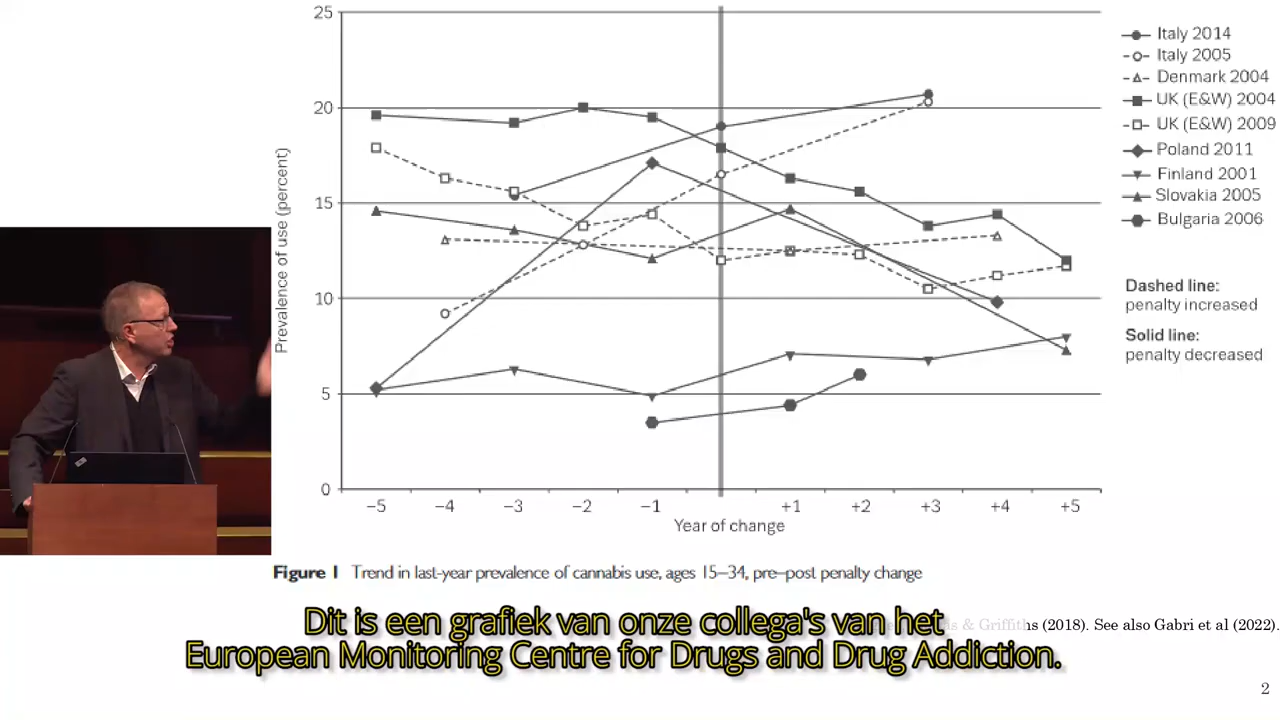 25
20
15
10
5
0
Prevalence of use (percent)
−5 −4 −3 −2 −1 +1 +2 +3 +4 +5
Year of change
Italy 2014
Italy 2005
Denmark 2004
UK (E&W) 2004
UK (E&W) 2009
Poland 2011
Finland 2001
Slovakia 2005
Bulgaria 2006
Dashed line:
penalty increased
Solid line:
penalty decreased
Figure 1 Trend in last-year prevalence of cannabis use, ages 15–34, pre–post penalty change
& Griffiths (2018). See also Gabri et al (2022).
Dit is een grafiek van onze collega's van het
European Monitoring Centre for Drugs and Drug Addiction.
2